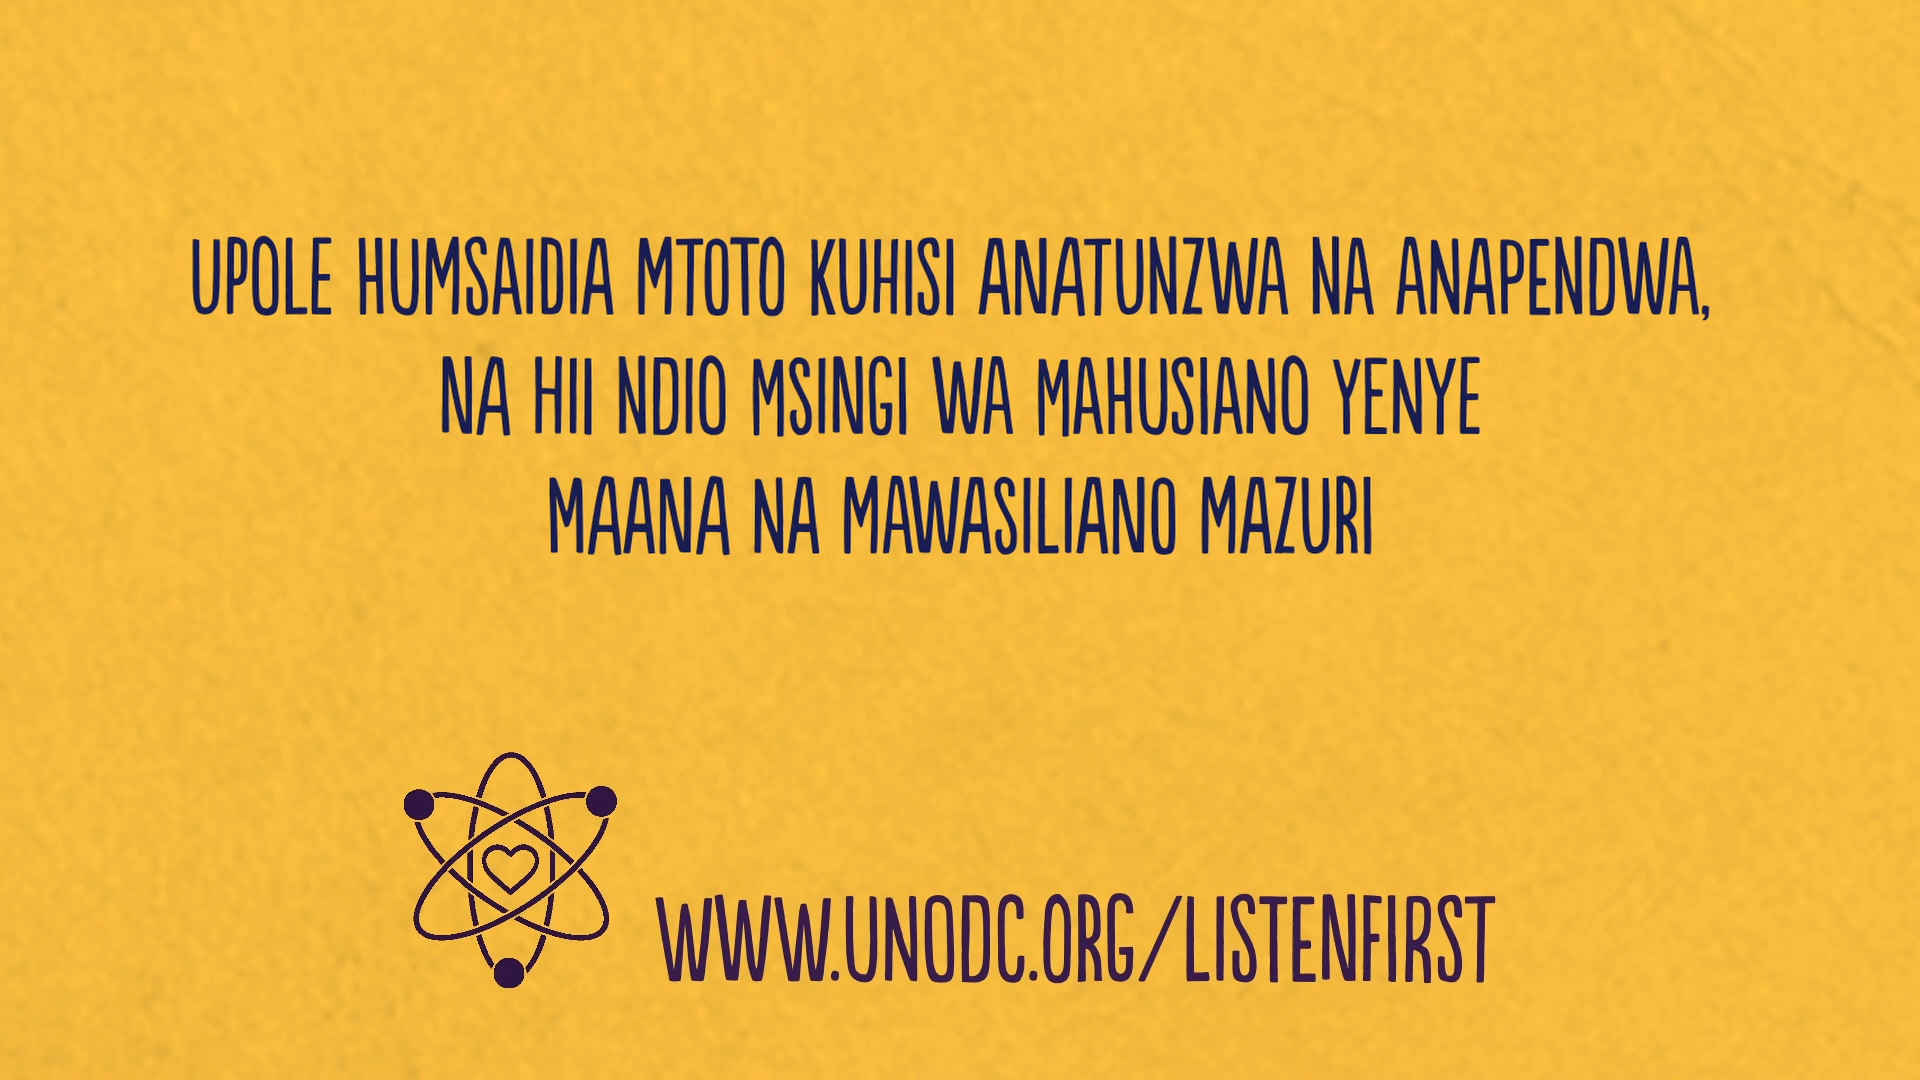 UPOLE HUMSAIDIA MTOTO KUHISI ANATUNZWA NA ANAPENDWA,
NA HII NDIO MSINGI WA MAHUSIANO YENYE
MAANA NA MAWASILIANO MAZURI
WWW.UNODC.ORG/LISTENFIRST